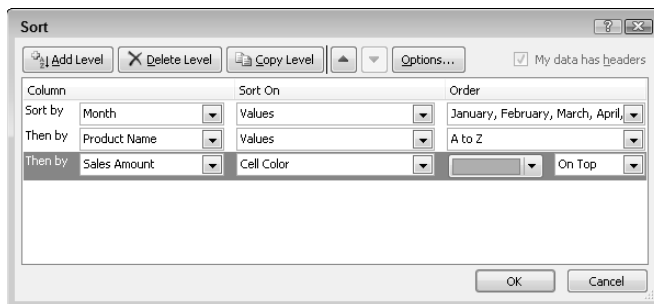 Sort
Add Level Delete Level Copy Level Options... My data has headers
Column Sort On Order
Sort by Month Values January, February, March, April,
Then by Product Name Values A to Z
Then by Sales Amount Cell Color On Top
OK Cancel